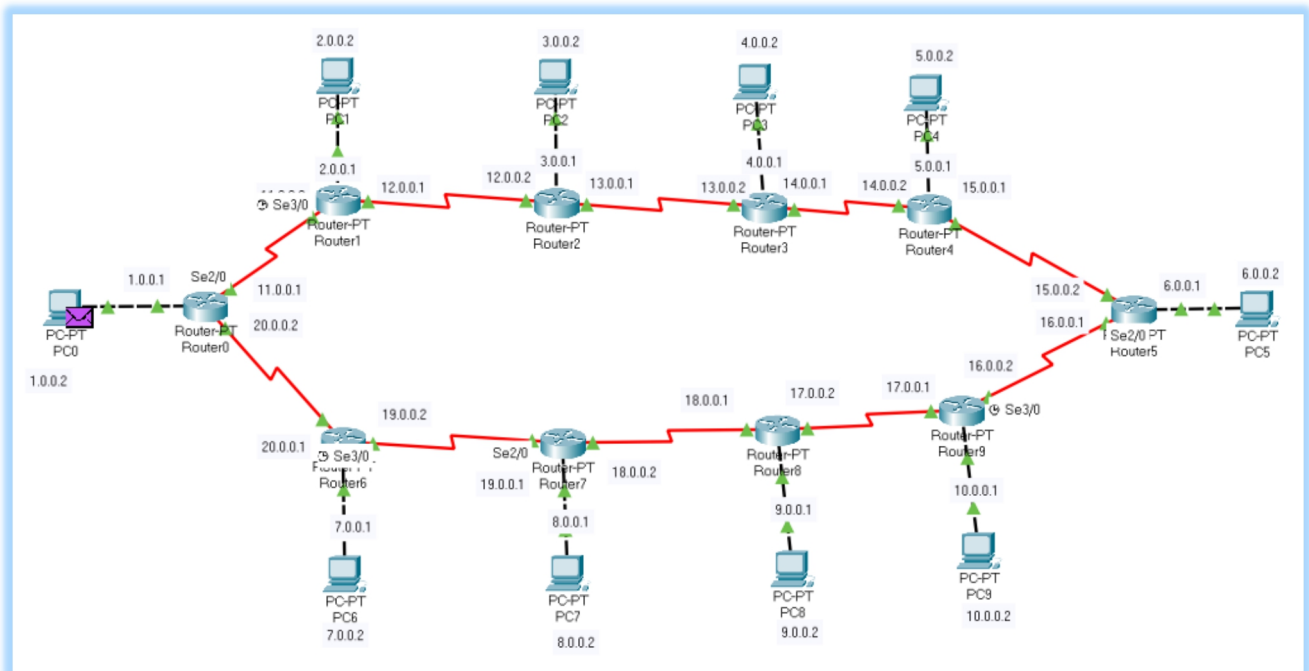 2.0.0.2
3.0.0.2
4.0.0.2
5.0.0.2
PC-PT
PC1
PC-PT
PC2
PC-PT
PC3
PC-PT
PC4
2.0.0.1
3.0.0.1
4.0.0.1
5.0.0.1
Se3/0
12.0.0.1
12.0.0.2
13.0.0.1
13.0.0.2
14.0.0.1
14.0.0.2
15.0.0.1
Router-PT
Router1
Router-PT
Router2
Router-PT
Router3
Router-PT
Router4
1.0.0.1
Se2/0
11.0.0.1
20.0.0.2
PC-PT
PC0
1.0.0.2
Router-PT
Router0
15.0.0.2
16.0.0.1
6.0.0.1
6.0.0.2
Se2/0 PT
Router5
PC-PT
PC5
16.0.0.2
17.0.0.1
17.0.0.2
18.0.0.1
19.0.0.2
Se3/0
20.0.0.1
Se3/0
Router6
Se2/0
Router-PT
Router7
19.0.0.1
18.0.0.2
Router-PT
Router8
Router-PT
Router9
7.0.0.1
8.0.0.1
9.0.0.1
10.0.0.1
PC-PT
PC6
7.0.0.2
PC-PT
PC7
8.0.0.2
PC-PT
PC8
9.0.0.2
PC-PT
PC9
10.0.0.2